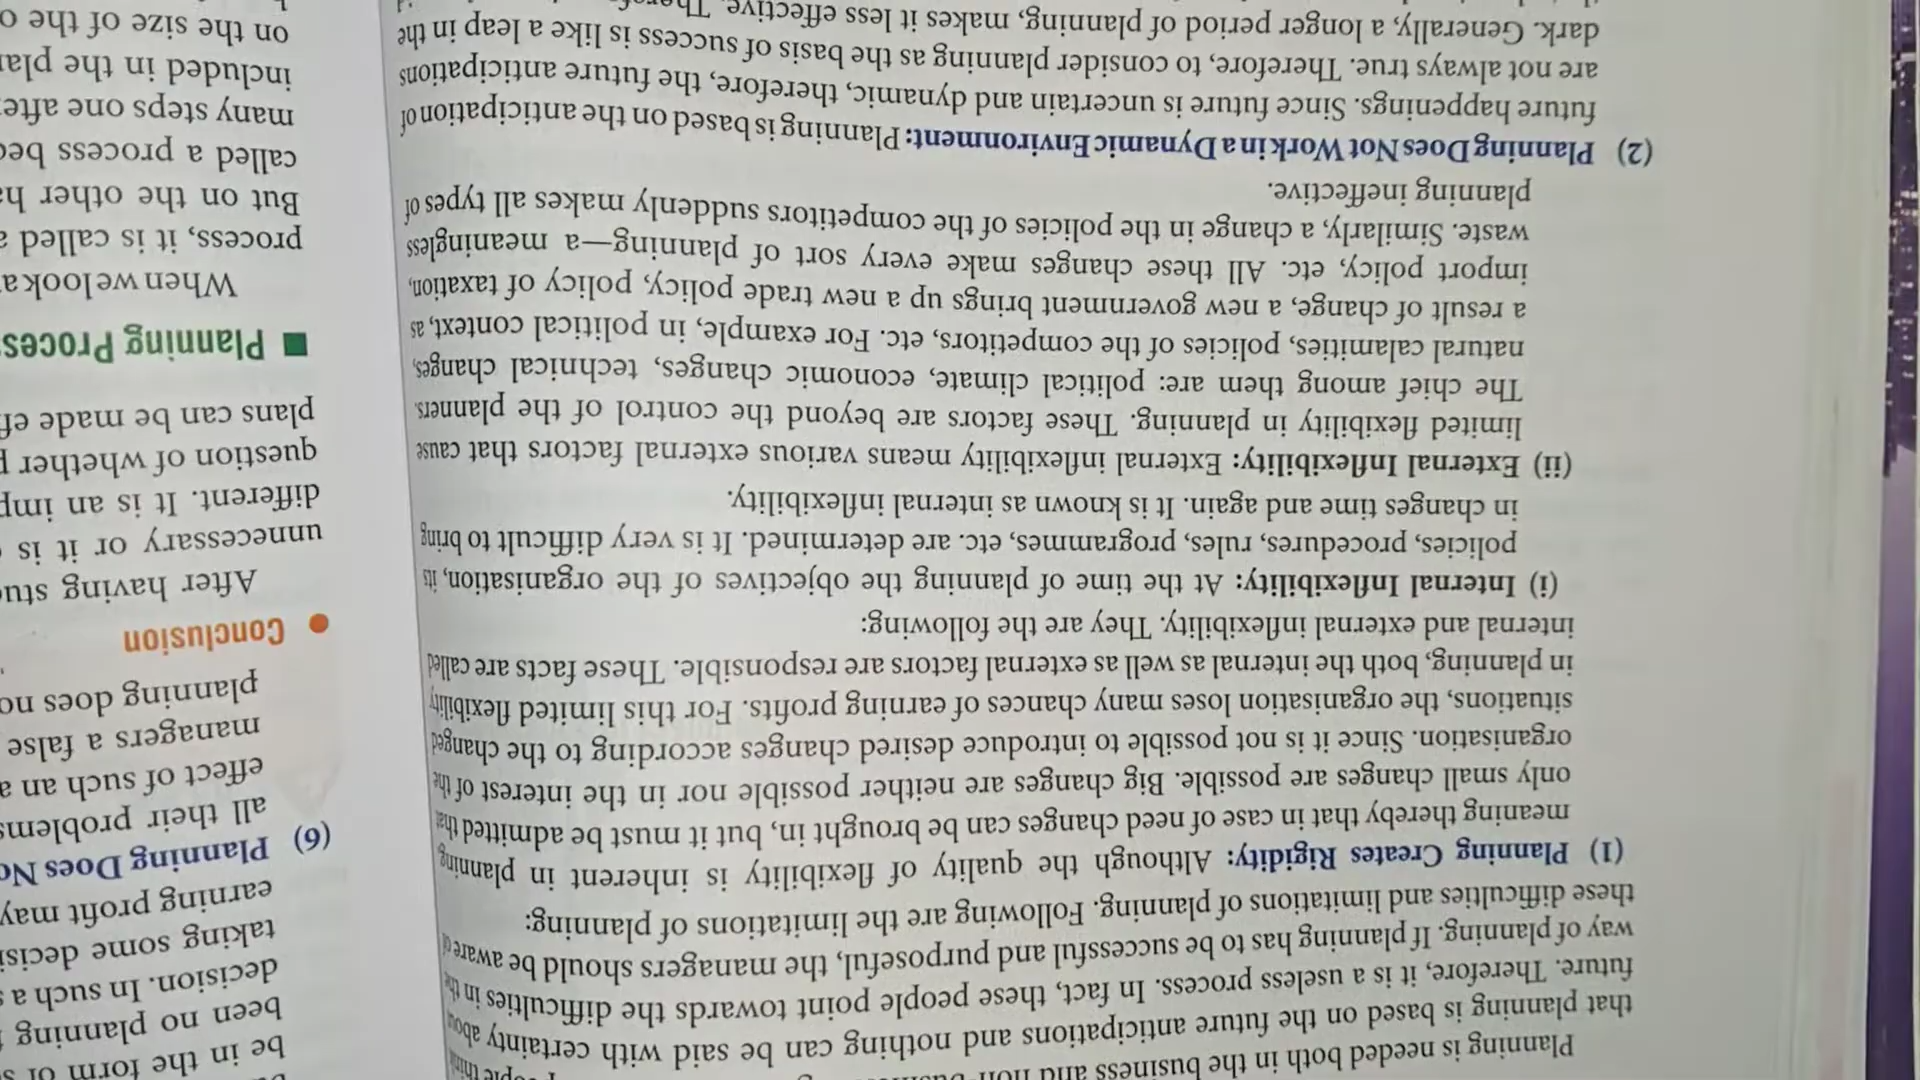 Planning is needed both in the business and
that planning is based on the future anticipations and nothing can be said with certainty about
future. Therefore, it is a useless process. In fact, these people point towards the difficulties in the
way of planning. If planning has to be successful and purposeful, the managers should be aware of
these difficulties and limitations of planning. Following are the limitations of planning:
(1) Planning Creates Rigidity: Although the quality of flexibility is inherent in planning
meaning thereby that in case of need changes can be brought in, but it must be admitted that
only small changes are possible. Big changes are neither possible nor in the interest of the
organisation. Since it is not possible to introduce desired changes according to the changed
situations, the organisation loses many chances of earning profits. For this limited flexibility
in planning, both the internal as well as external factors are responsible. These facts are called
internal and external inflexibility. They are the following:
(i) Internal Inflexibility: At the time of planning the objectives of the organisation, its
policies, procedures, rules, programmes, etc. are determined. It is very difficult to bring
in changes time and again. It is known as internal inflexibility.
(ii) External Inflexibility: External inflexibility means various external factors that cause
limited flexibility in planning. These factors are beyond the control of the planners.
The chief among them are: political climate, economic changes, technical changes,
natural calamities, policies of the competitors, etc. For example, in political context, as
a result of change, a new government brings up a new trade policy, policy of taxation,
import policy, etc. All these changes make every sort of planning—a meaningless
waste. Similarly, a change in the policies of the competitors suddenly makes all types of
planning ineffective.
(2) Planning Does Not Work in a Dynamic Environment: Planning is based on the anticipation of
future happenings. Since future is uncertain and dynamic, therefore, the future anticipations
are not always true. Therefore, to consider planning as the basis of success is like a leap in the
dark. Generally, a longer period of planning, makes it less effective.
be in the form of
been no planning
decision. In such a
taking some
earning profit may
(6) Planning Does
all their problems
effect of such an
managers a false
planning does
● Conclusion
After having
unnecessary or it is
different. It is an
question of whether
plans can be made
■ Planning
When we look
process, it is called
But on the other
called a process
many steps one
included in the
on the size of the